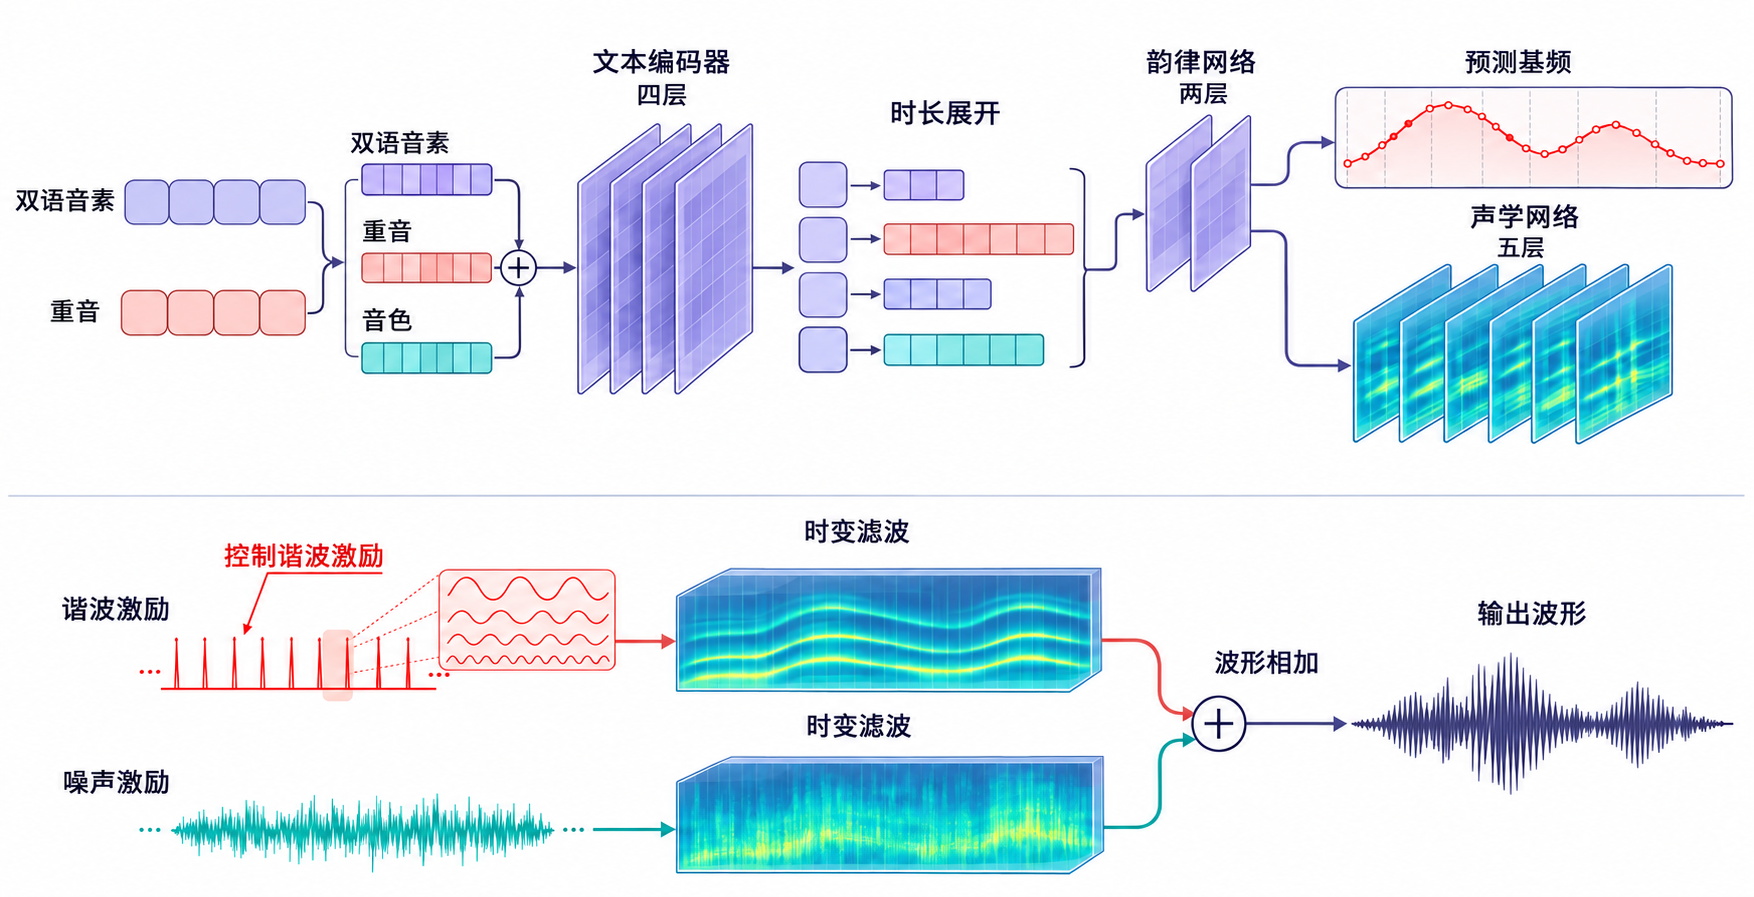 文本编码器
四层
韵律网络
两层
预测基频
时长展开
双语音素
双语音素
重音
重音
音色
声学网络
五层
时变滤波
控制谐波激励
谐波激励
输出波形
波形相加
时变滤波
噪声激励